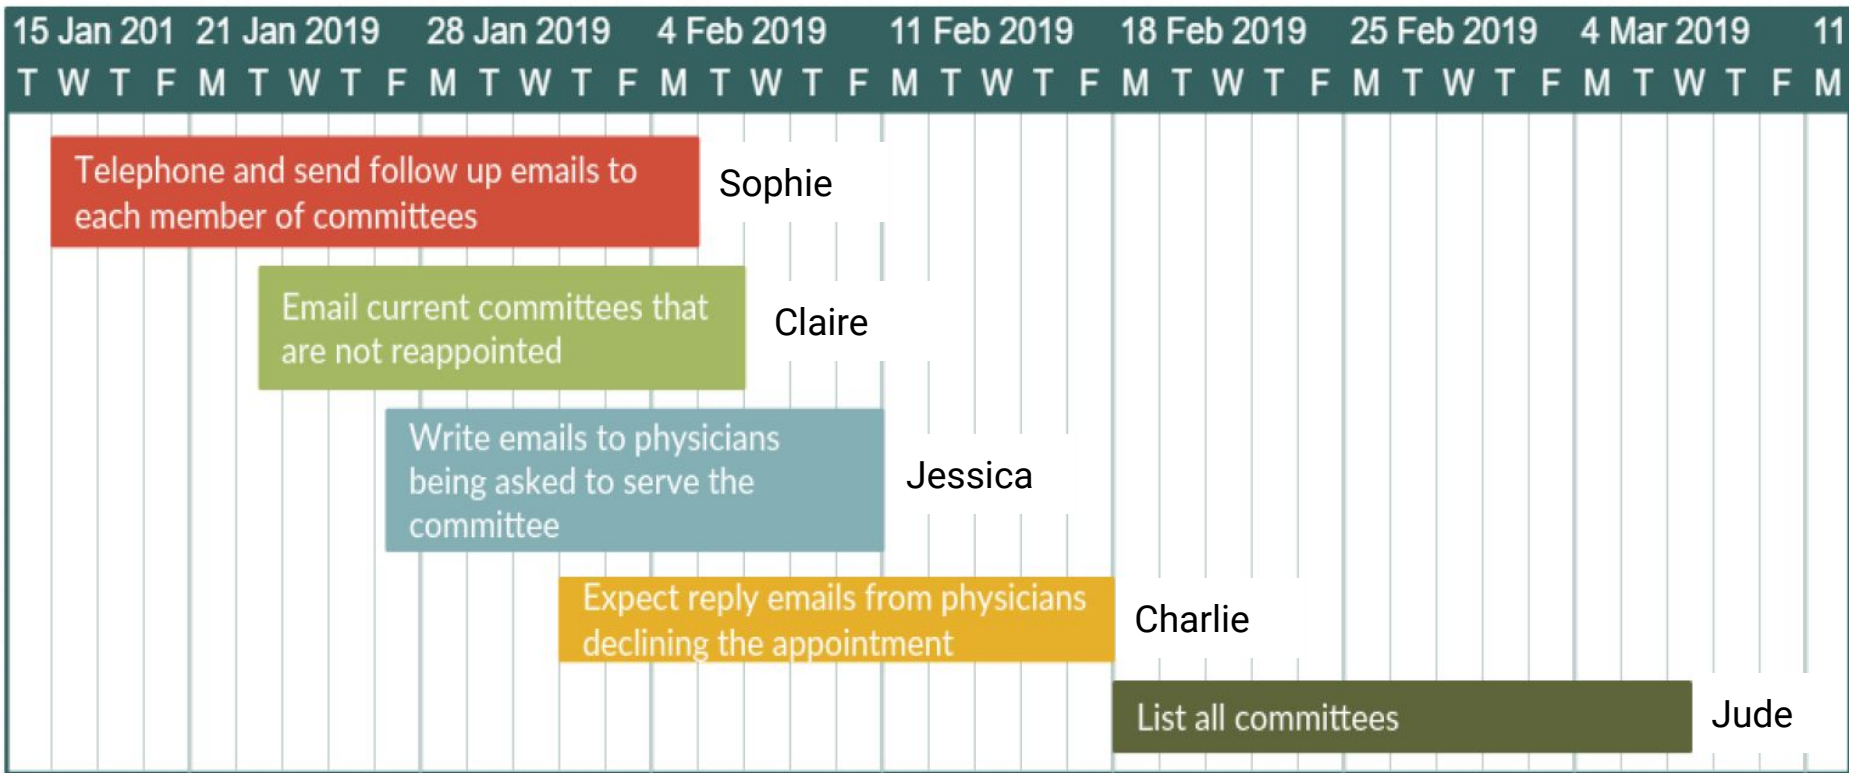 15 Jan 201 21 Jan 2019 28 Jan 2019 4 Feb 2019 11 Feb 2019 18 Feb 2019 25 Feb 2019 4 Mar 2019 11
T W T F M T W T F M T W T F M T W T F M T W T F M T W T F M T W T F M T W T F M
Telephone and send follow up emails to
each member of committees
Sophie
Email current committees that
are not reappointed
Claire
Write emails to physicians
being asked to serve the
committee
Jessica
Expect reply emails from physicians
declining the appointment
Charlie
List all committees
Jude